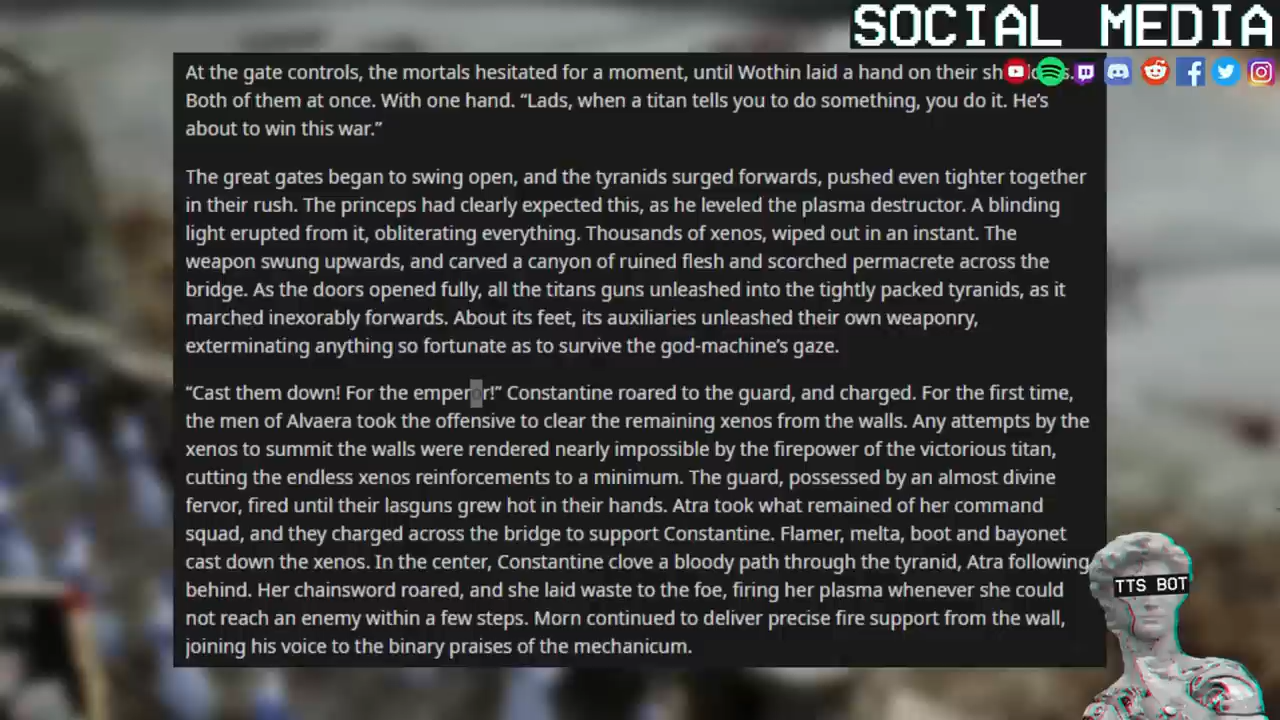 SOCIAL MEDIA
At the gate controls, the mortals hesitated for a moment, until Wothin laid a hand on their
Both of them at once. With one hand. “Lads, when a titan tells you to do something, you do it. He’s
about to win this war.”
The great gates began to swing open, and the tyranids surged forwards, pushed even tighter together
in their rush. The princeps had clearly expected this, as he leveled the plasma destructor. A blinding
light erupted from it, obliterating everything. Thousands of xenos, wiped out in an instant. The
weapon swung upwards, and carved a canyon of ruined flesh and scorched permacrete across the
bridge. As the doors opened fully, all the titans guns unleashed into the tightly packed tyranids, as it
marched inexorably forwards. About its feet, its auxiliaries unleashed their own weaponry,
exterminating anything so fortunate as to survive the god-machine’s gaze.
“Cast them down! For the emperor!” Constantine roared to the guard, and charged. For the first time,
the men of Alvaera took the offensive to clear the remaining xenos from the walls. Any attempts by the
xenos to summit the walls were rendered nearly impossible by the firepower of the victorious titan,
cutting the endless xenos reinforcements to a minimum. The guard, possessed by an almost divine
fervor, fired until their lasguns grew hot in their hands. Atra took what remained of her command
squad, and they charged across the bridge to support Constantine. Flamer, melta, boot and bayonet
cast down the xenos. In the center, Constantine clove a bloody path through the tyranid, Atra following
behind. Her chainsword roared, and she laid waste to the foe, firing her plasma whenever she could
not reach an enemy within a few steps. Morn continued to deliver precise fire support from the wall,
joining his voice to the binary praises of the mechanicum.
TTS BOT